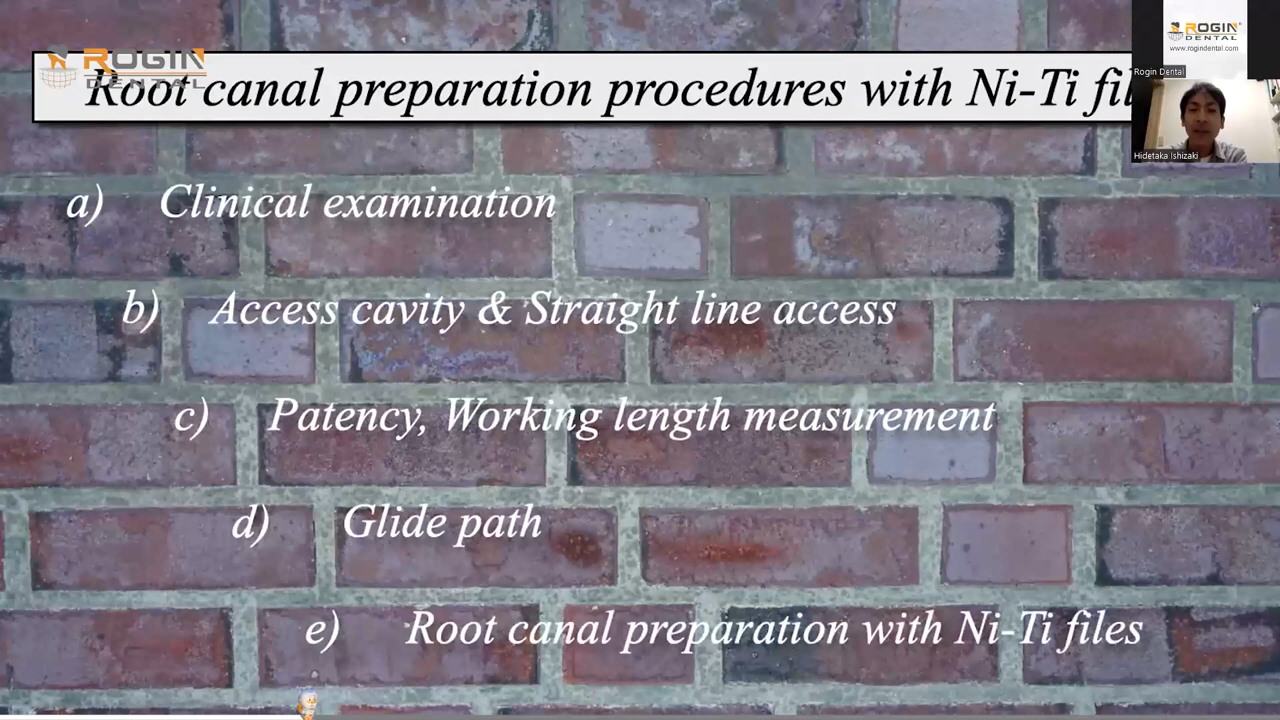 ROGIN
DENTAL
Root canal preparation procedures with Ni-Ti fil
a) Clinical examination
b) Access cavity & Straight line access
c) Patency, Working length measurement
d) Glide path
e) Root canal preparation with Ni-Ti files
ROGIN
DENTAL
www.rogindental.com
Rogin Dental
Hidetaka Ishizaki